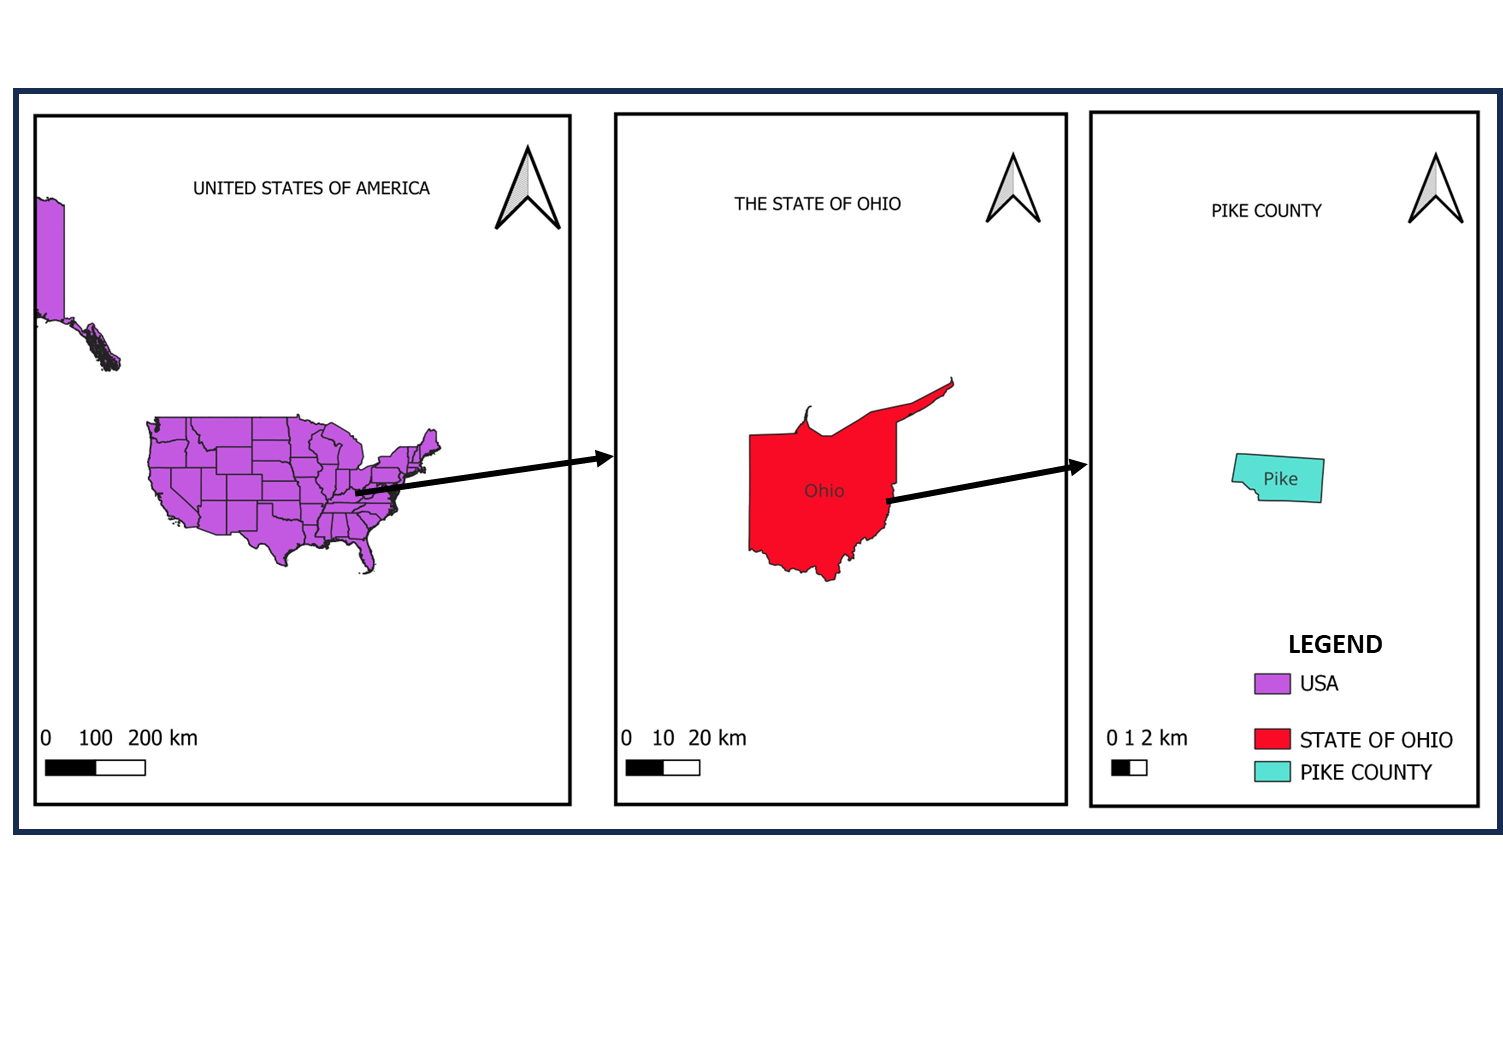 UNITED STATES OF AMERICA
0 100 200 km
THE STATE OF OHIO
Ohio
0 10 20 km
PIKE COUNTY
Pike
LEGEND
USA
STATE OF OHIO
PIKE COUNTY
0 1 2 km